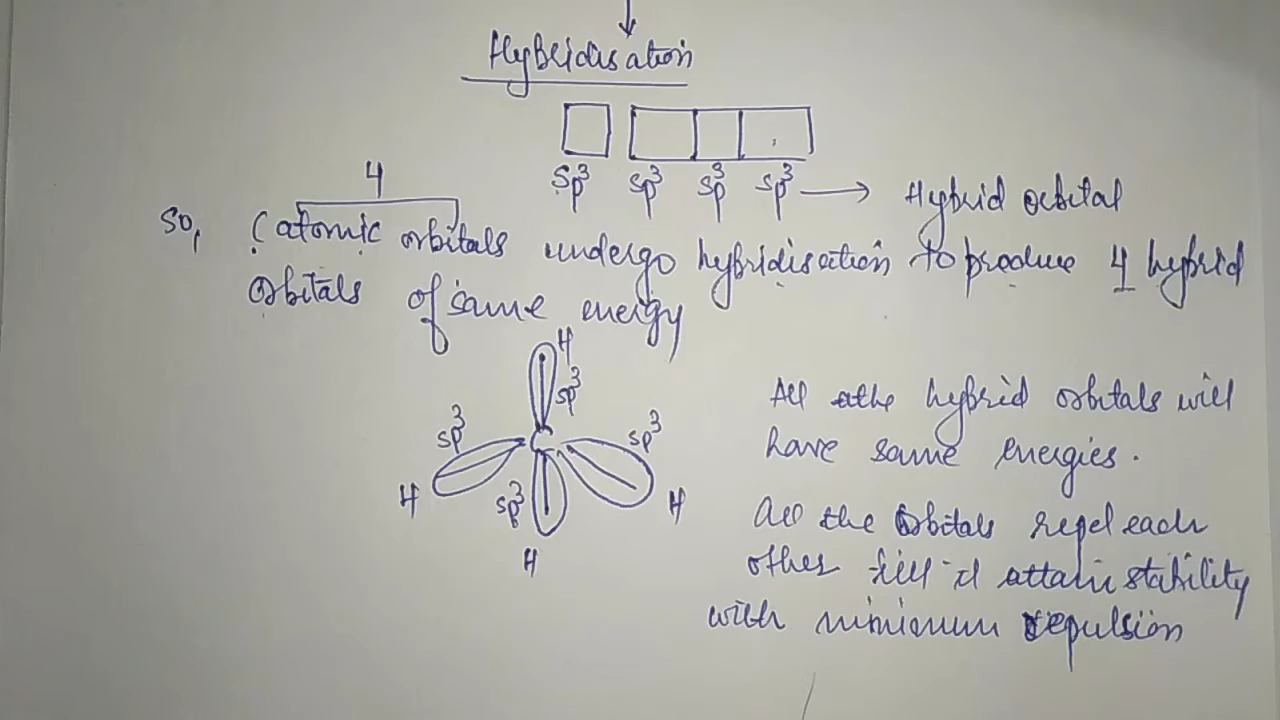 Hybridisation
sp³ sp³ sp³ sp³ → Hybrid orbital
4
So, (atomic orbitals undergo hybridisation to produce 4 hybrid
orbitals of same energy
H
sp³
sp³ C sp³
H sp³ H
H
All the hybrid orbitals will
have same energies.
All the orbitals repel each
other till it attain stability
with minimum repulsion